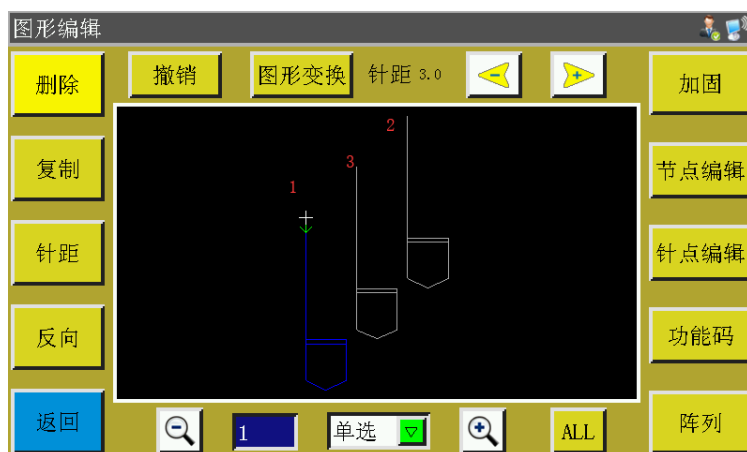 图形编辑
删除
撤销
图形变换
针距 3.0
-
+
加固
2
3
1
复制
节点编辑
针距
针点编辑
反向
功能码
返回
1
单选
ALL
阵列